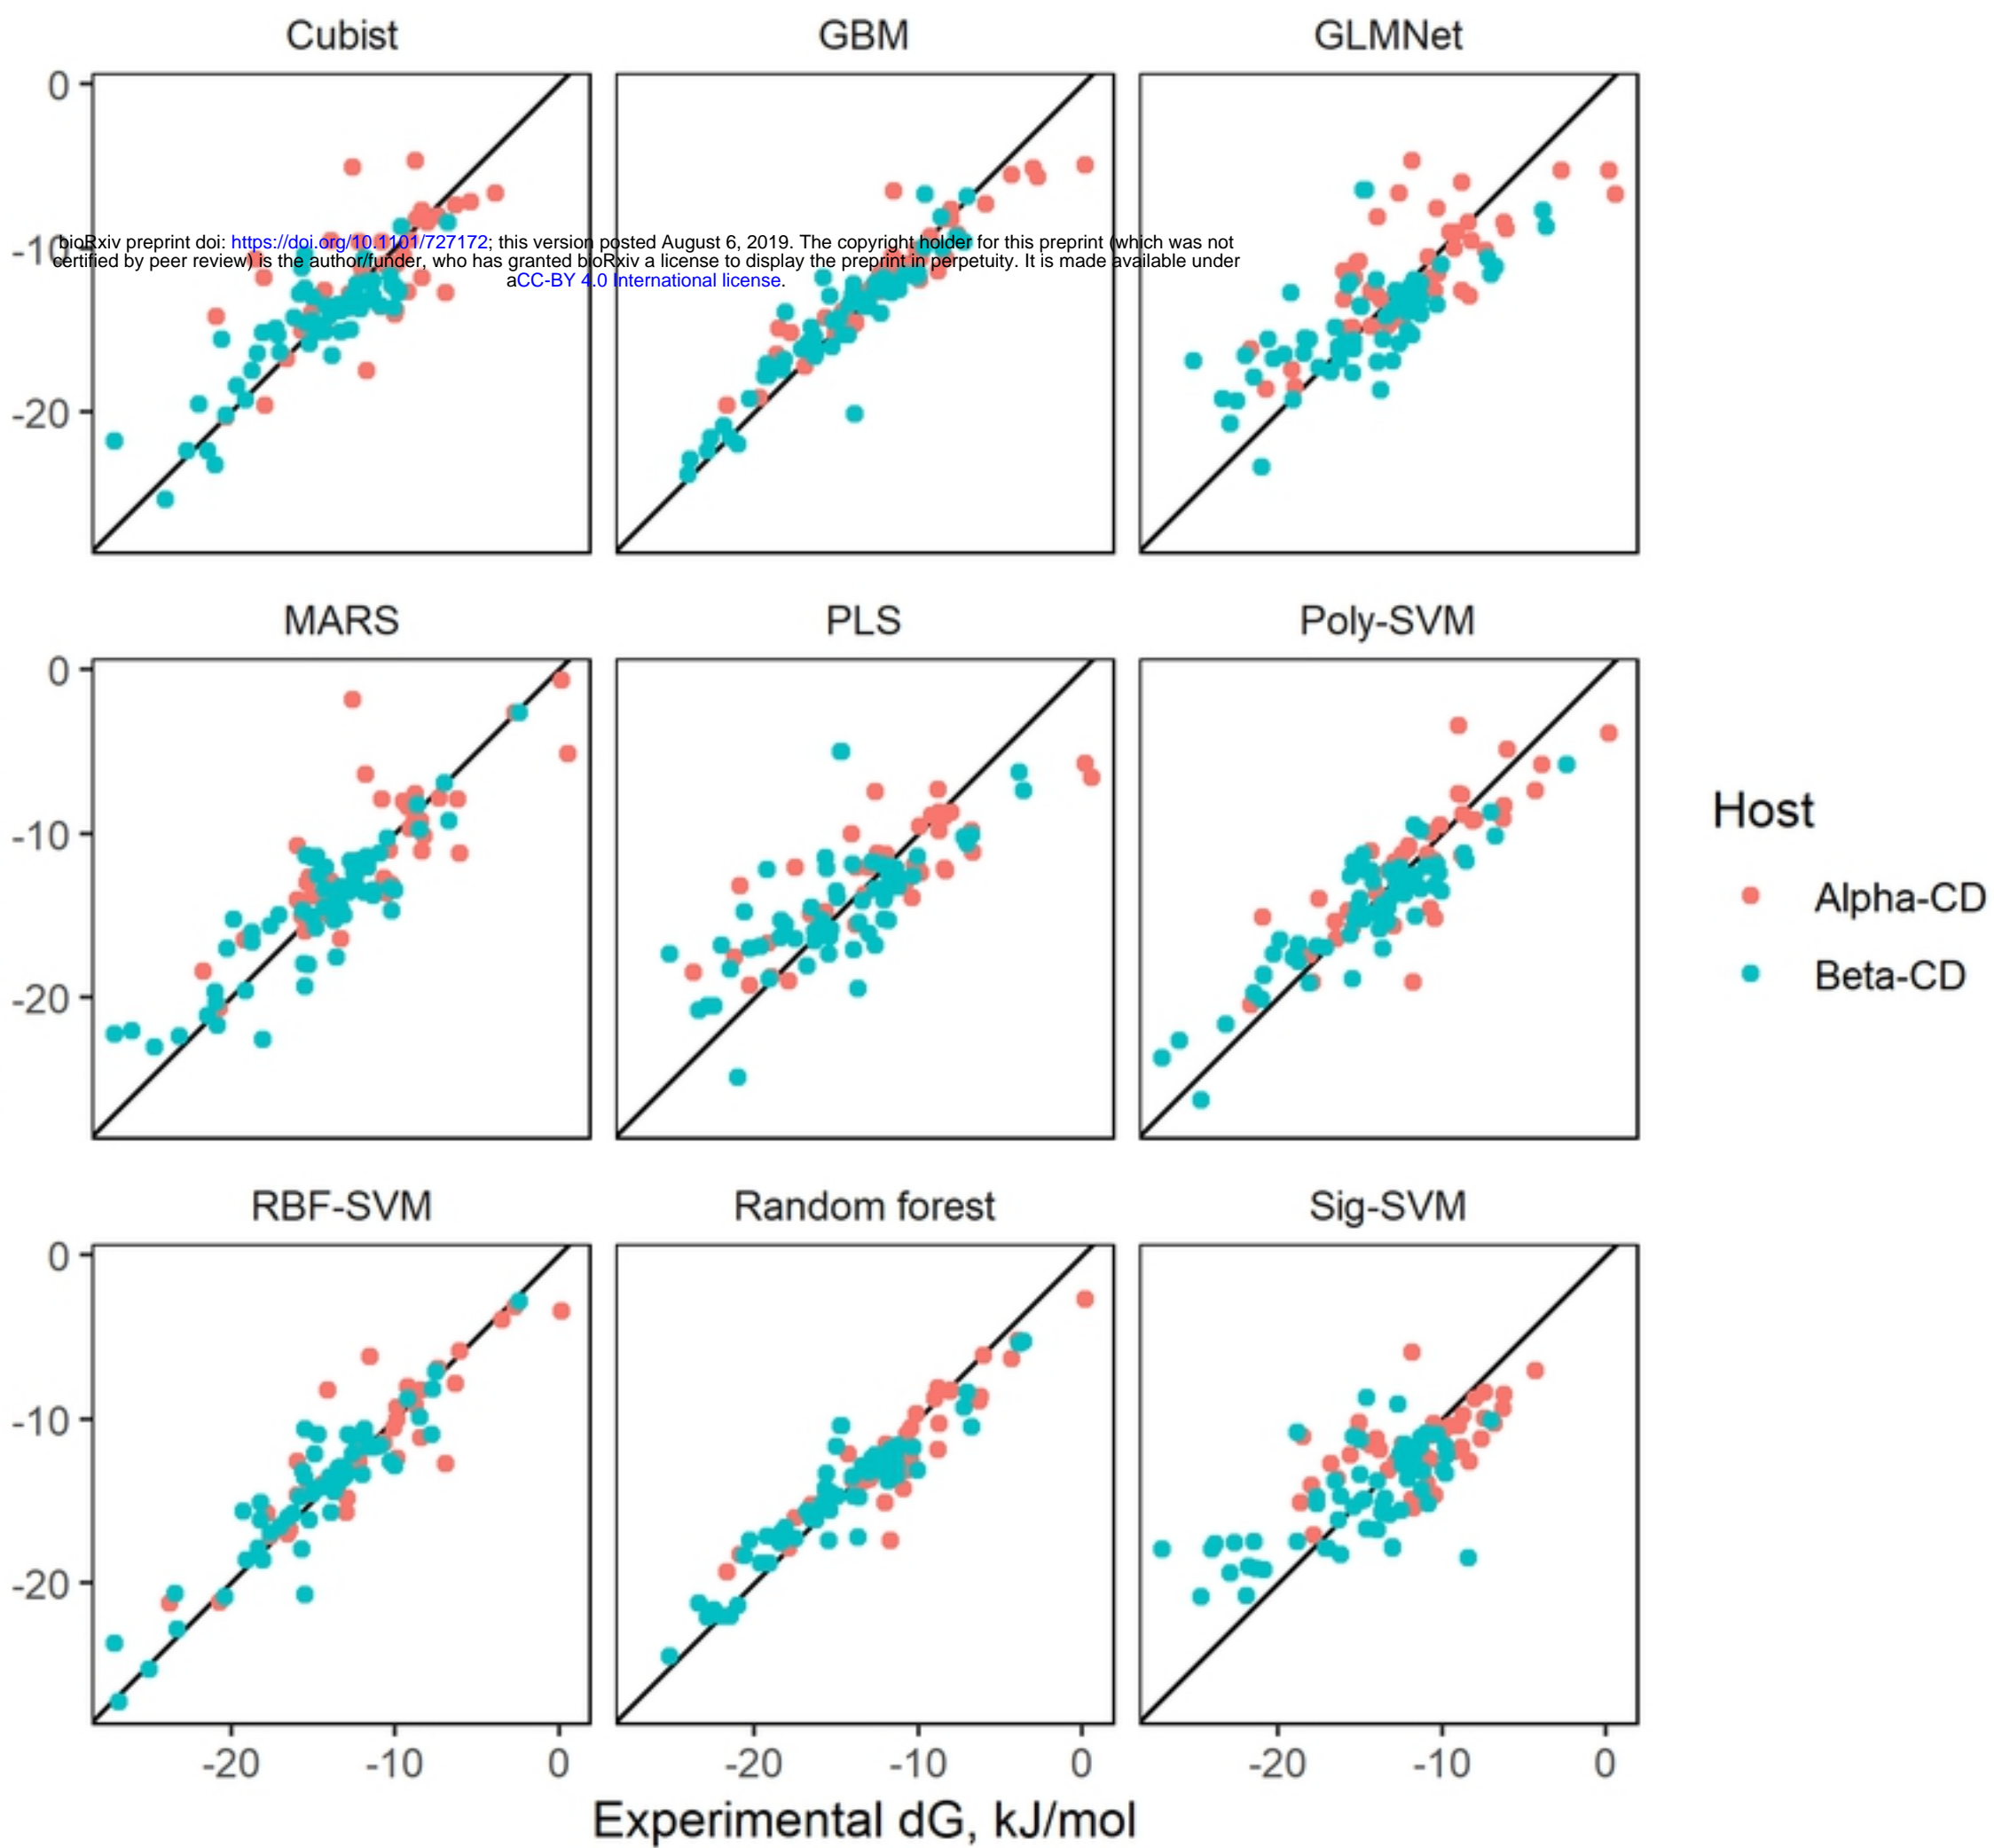 Cubist GBM GLMNet
0
-10
-20
bioRxiv preprint doi: https://doi.org/10.1101/727172; this version posted August 6, 2019. The copyright holder for this preprint (which was not
certified by peer review) is the author/funder, who has granted bioRxiv a license to display the preprint in perpetuity. It is made available under
aCC-BY 4.0 International license.
MARS PLS Poly-SVM
0
-10
-20
Host
Alpha-CD
Beta-CD
RBF-SVM Random forest Sig-SVM
0
-10
-20
-20 -10 0 -20 -10 0 -20 -10 0
Experimental dG, kJ/mol